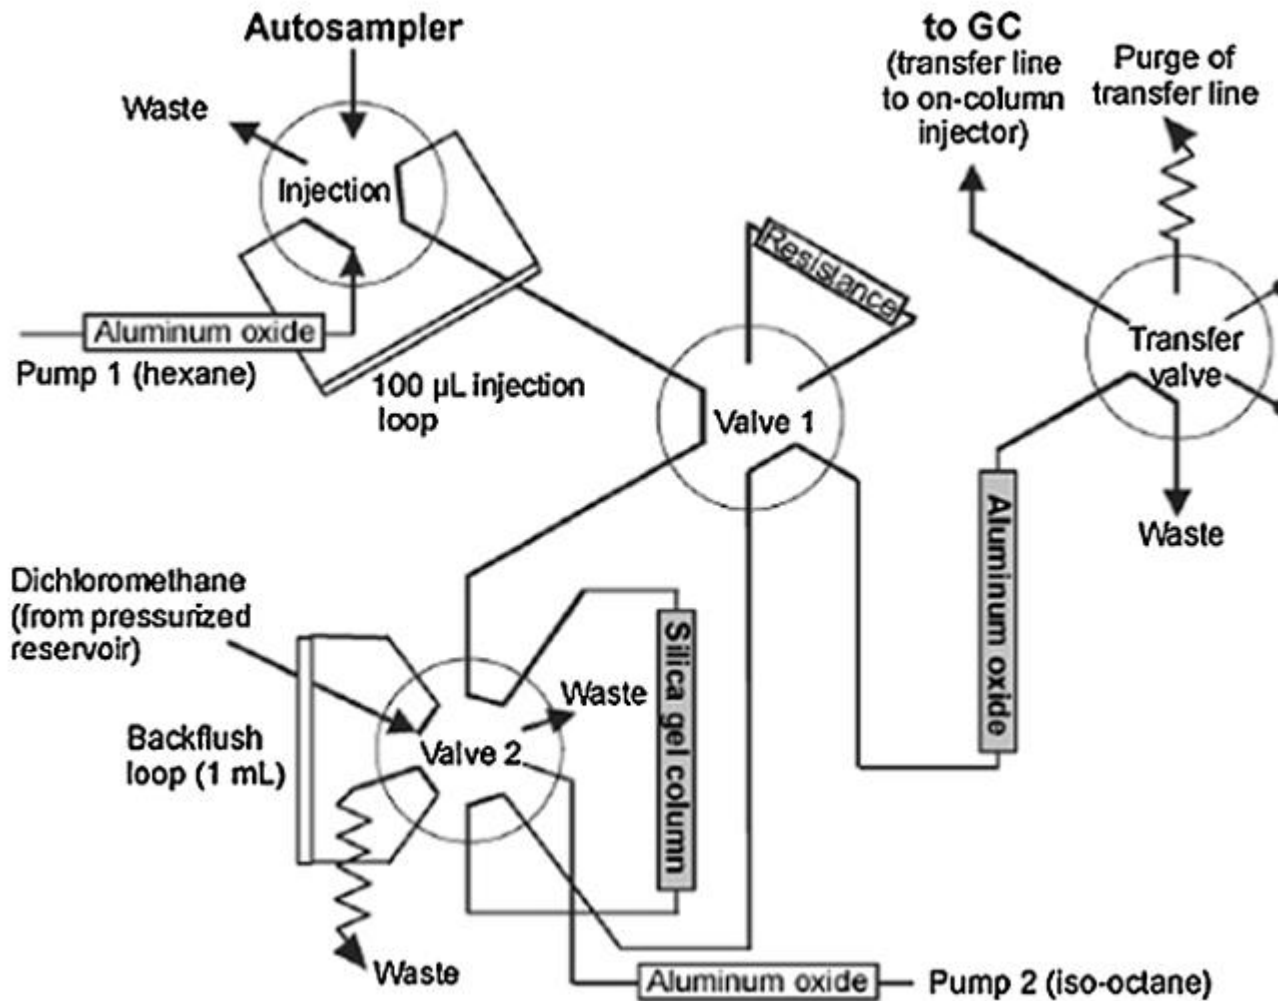 Autosampler
Waste
Injection
Aluminum oxide
Pump 1 (hexane)
100 µL injection
loop
to GC
(transfer line
to on-column
injector)
Purge of
transfer line
Resistance
Valve 1
Transfer
valve
Aluminum oxide
Waste
Dichloromethane
(from pressurized
reservoir)
Backflush
loop (1 mL)
Waste
Valve 2
Silica gel column
Waste
Aluminum oxide
Pump 2 (iso-octane)